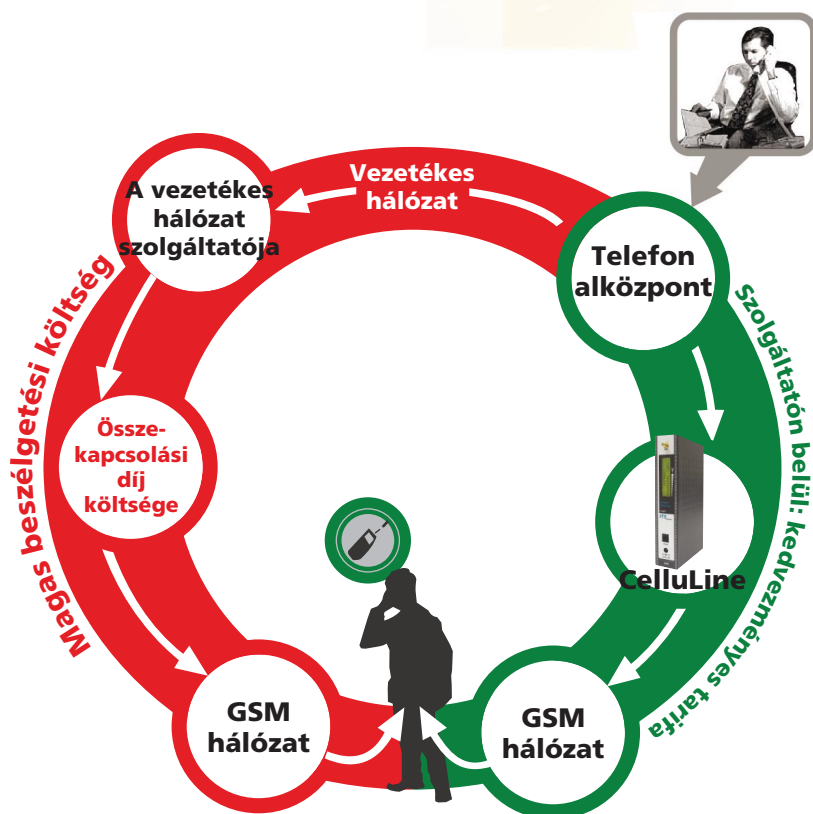 Vezetékes
hálózat
A vezetékes
hálózat
szolgáltatója
Telefon
alközpont
Magas beszélgetési költség
Szolgáltatón belül: kedvezményes tarifa
Össze-
kapcsolási
díj
költsége
CelluLine
GSM
hálózat
GSM
hálózat